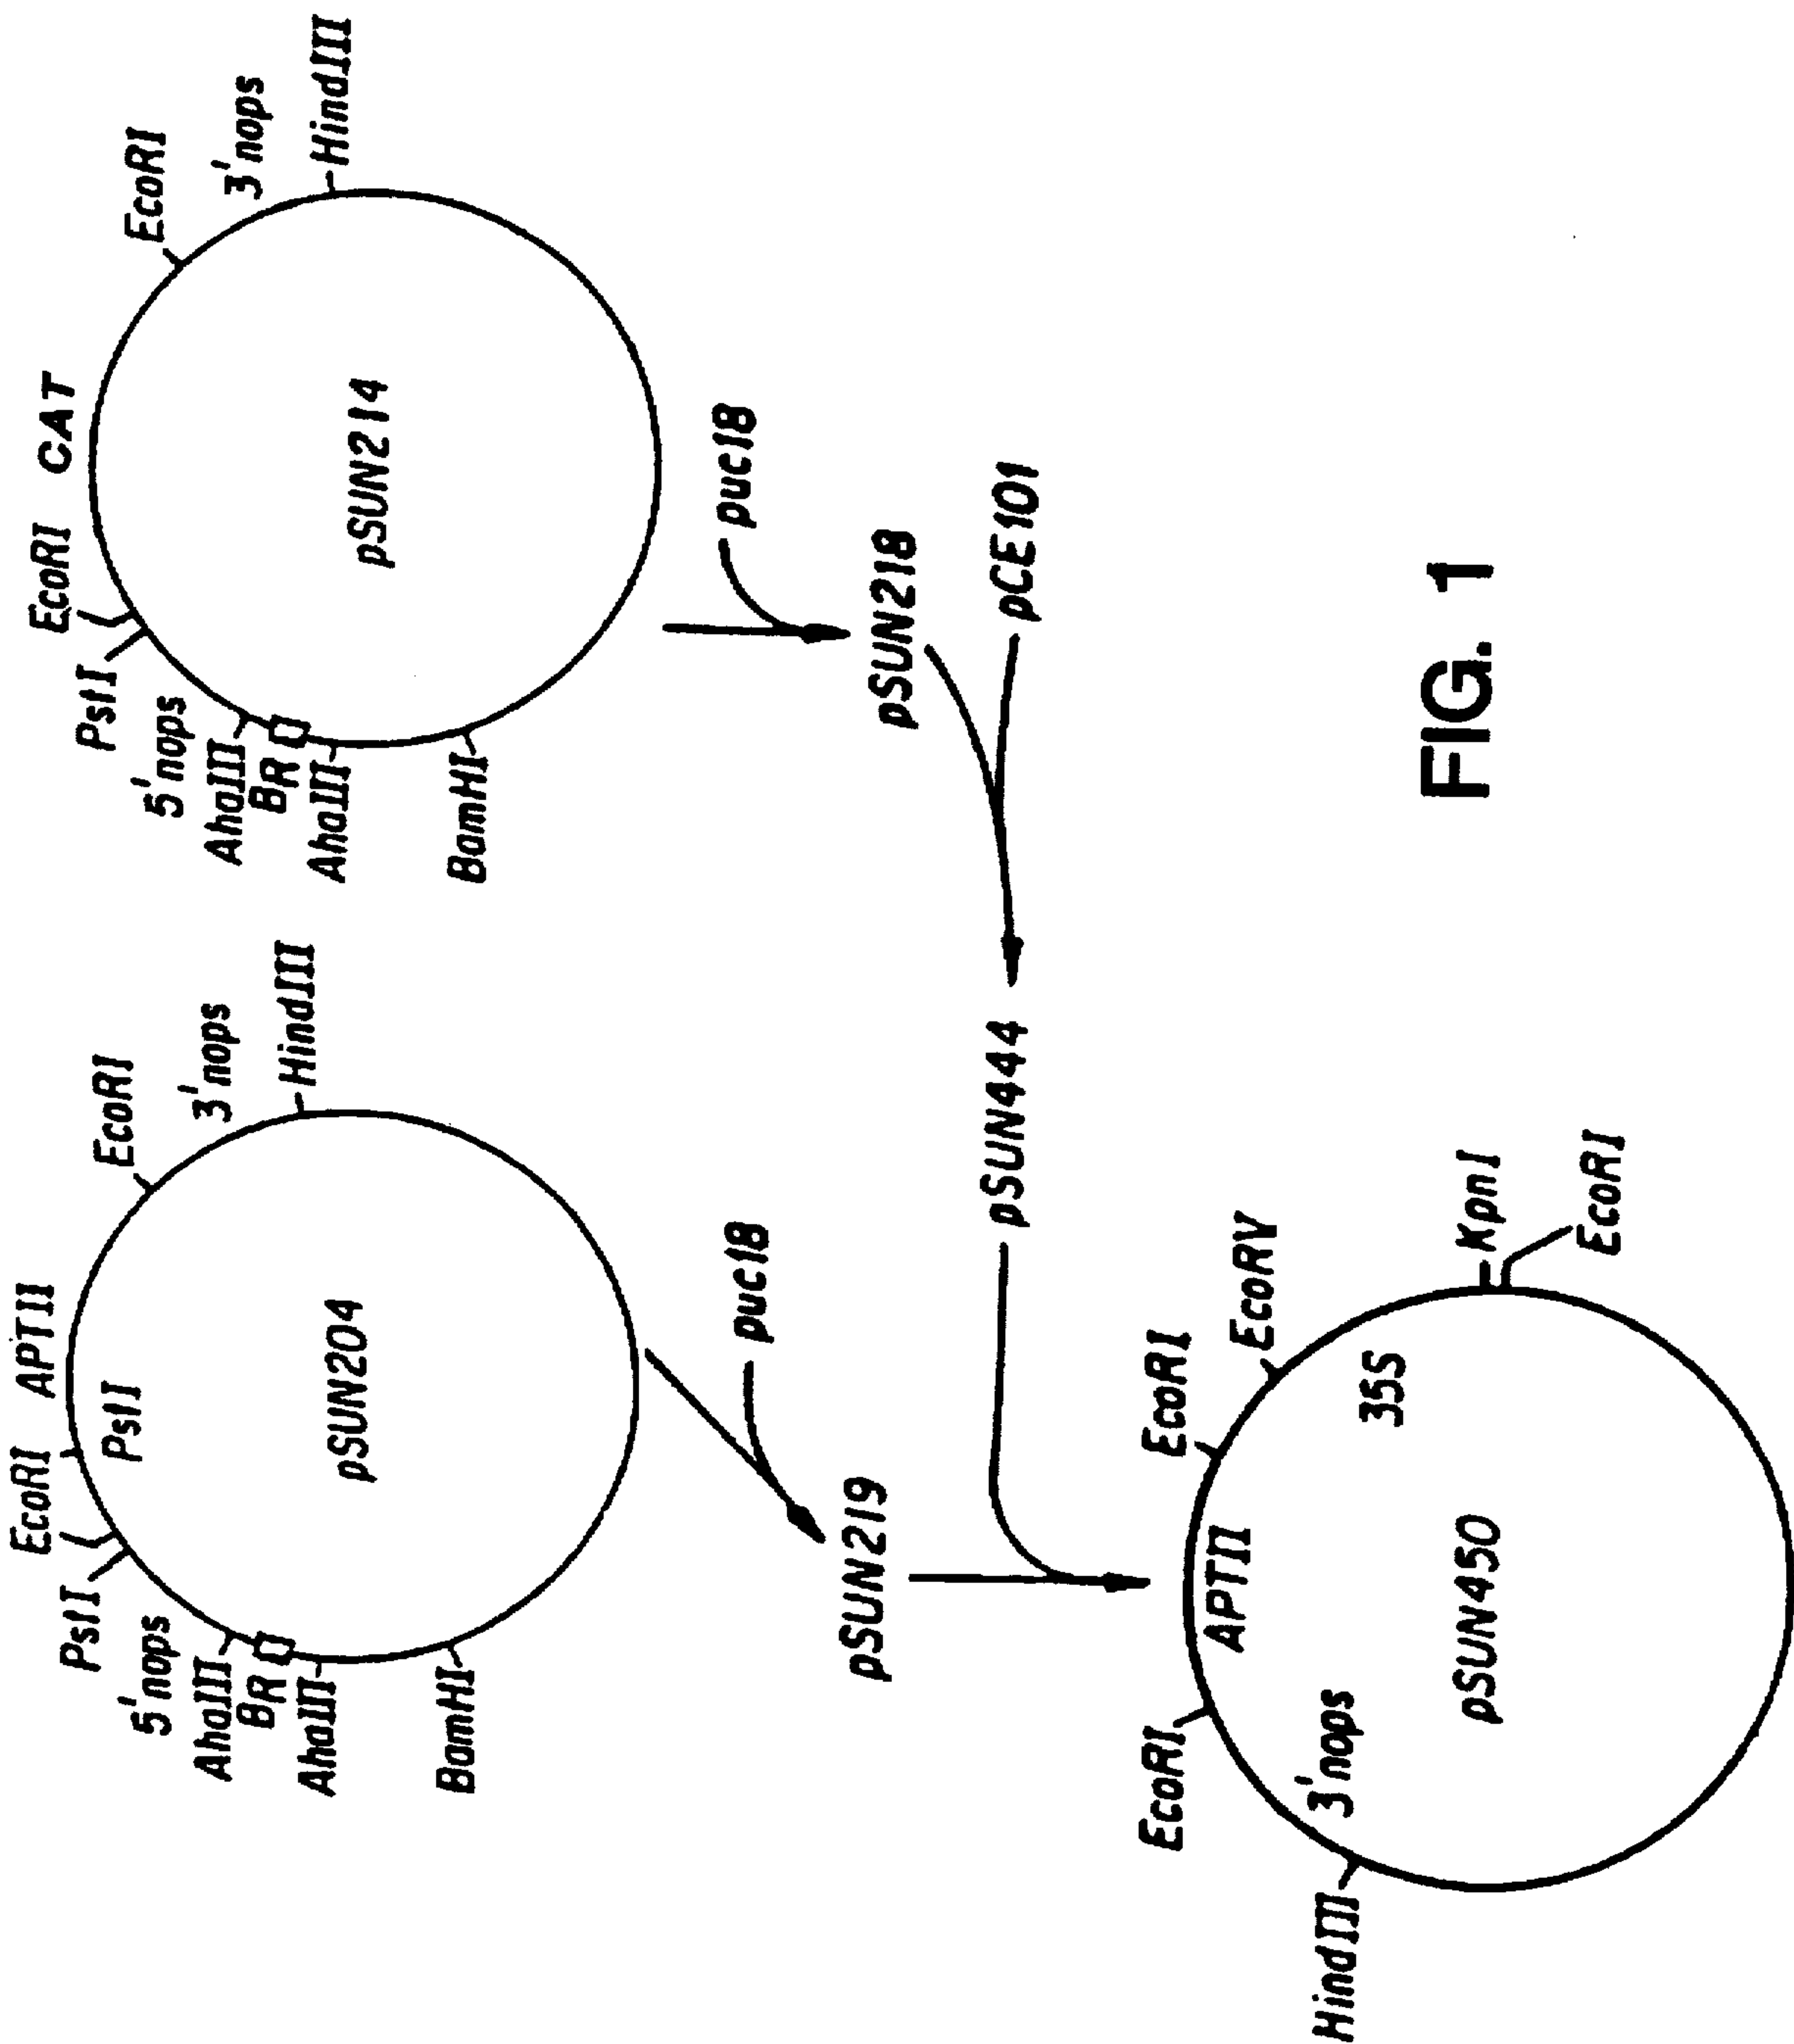 EcoRI APTII
PstI
EcoRI
PstI
5'nops
AhaIII
BR
AhaIII
BamHI
3'nops
HindIII
pSUN204
puc18
pSUN219
EcoRI CAT
PstI
EcoRI
5'nops
AhaIII
BR
AhaIII
BamHI
3'nops
HindIII
pSUN214
puc18
pSUN218
pCE101
pSUN444
EcoRI
APTII
EcoRI
EcoRV
35S
KpnI
EcoRI
3'nops
HindIII
pSUN450
FIG. 1